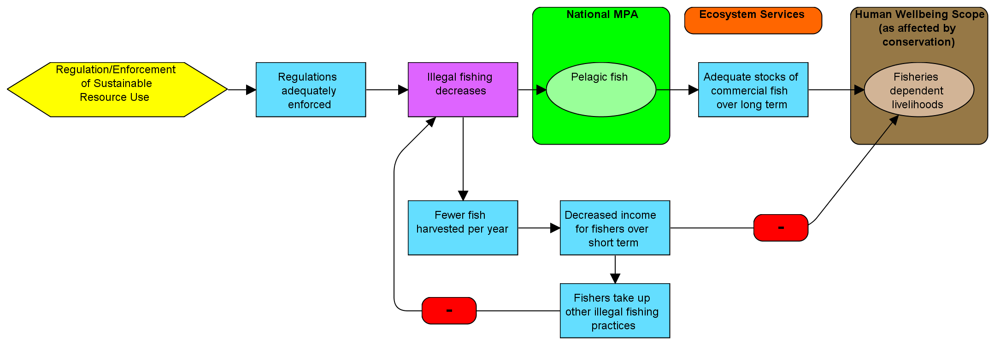 National MPA
Ecosystem Services
Human Wellbeing Scope
(as affected by
conservation)
Regulation/Enforcement
of Sustainable
Resource Use
Regulations
adequately
enforced
Illegal fishing
decreases
Pelagic fish
Adequate stocks of
commercial fish
over long term
Fisheries
dependent
livelihoods
Fewer fish
harvested per year
Decreased income
for fishers over
short term
-
Fishers take up
other illegal fishing
practices
-